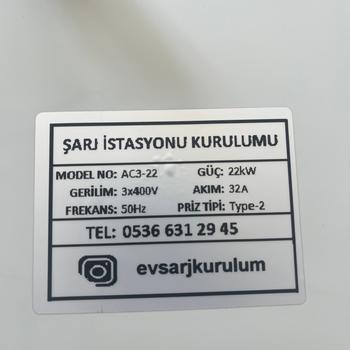 ŞARJ İSTASYONU KURULUMU
MODEL NO: AC3-22 GÜÇ: 22kW
GERİLİM: 3x400V AKIM: 32A
FREKANS: 50Hz PRİZ TİPİ: Type-2
TEL: 0536 631 29 45
evsarjkurulum